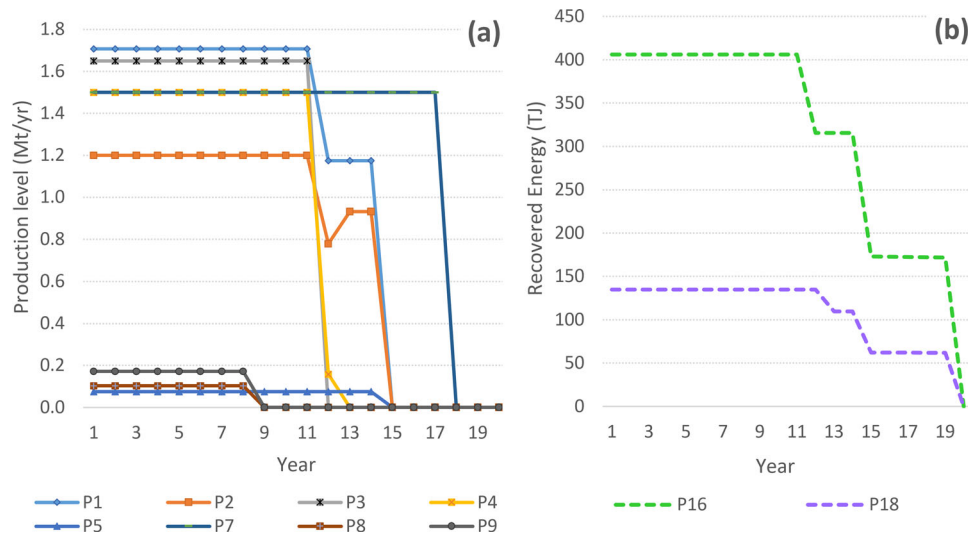 (a)
Production level (Mt/yr)
1.8
1.6
1.4
1.2
1.0
0.8
0.6
0.4
0.2
0.0
1 3 5 7 9 11 13 15 17 19
Year
P1 P2 P3 P4
P5 P7 P8 P9
(b)
Recovered Energy (TJ)
450
400
350
300
250
200
150
100
50
0
1 3 5 7 9 11 13 15 17 19
Year
P16 P18